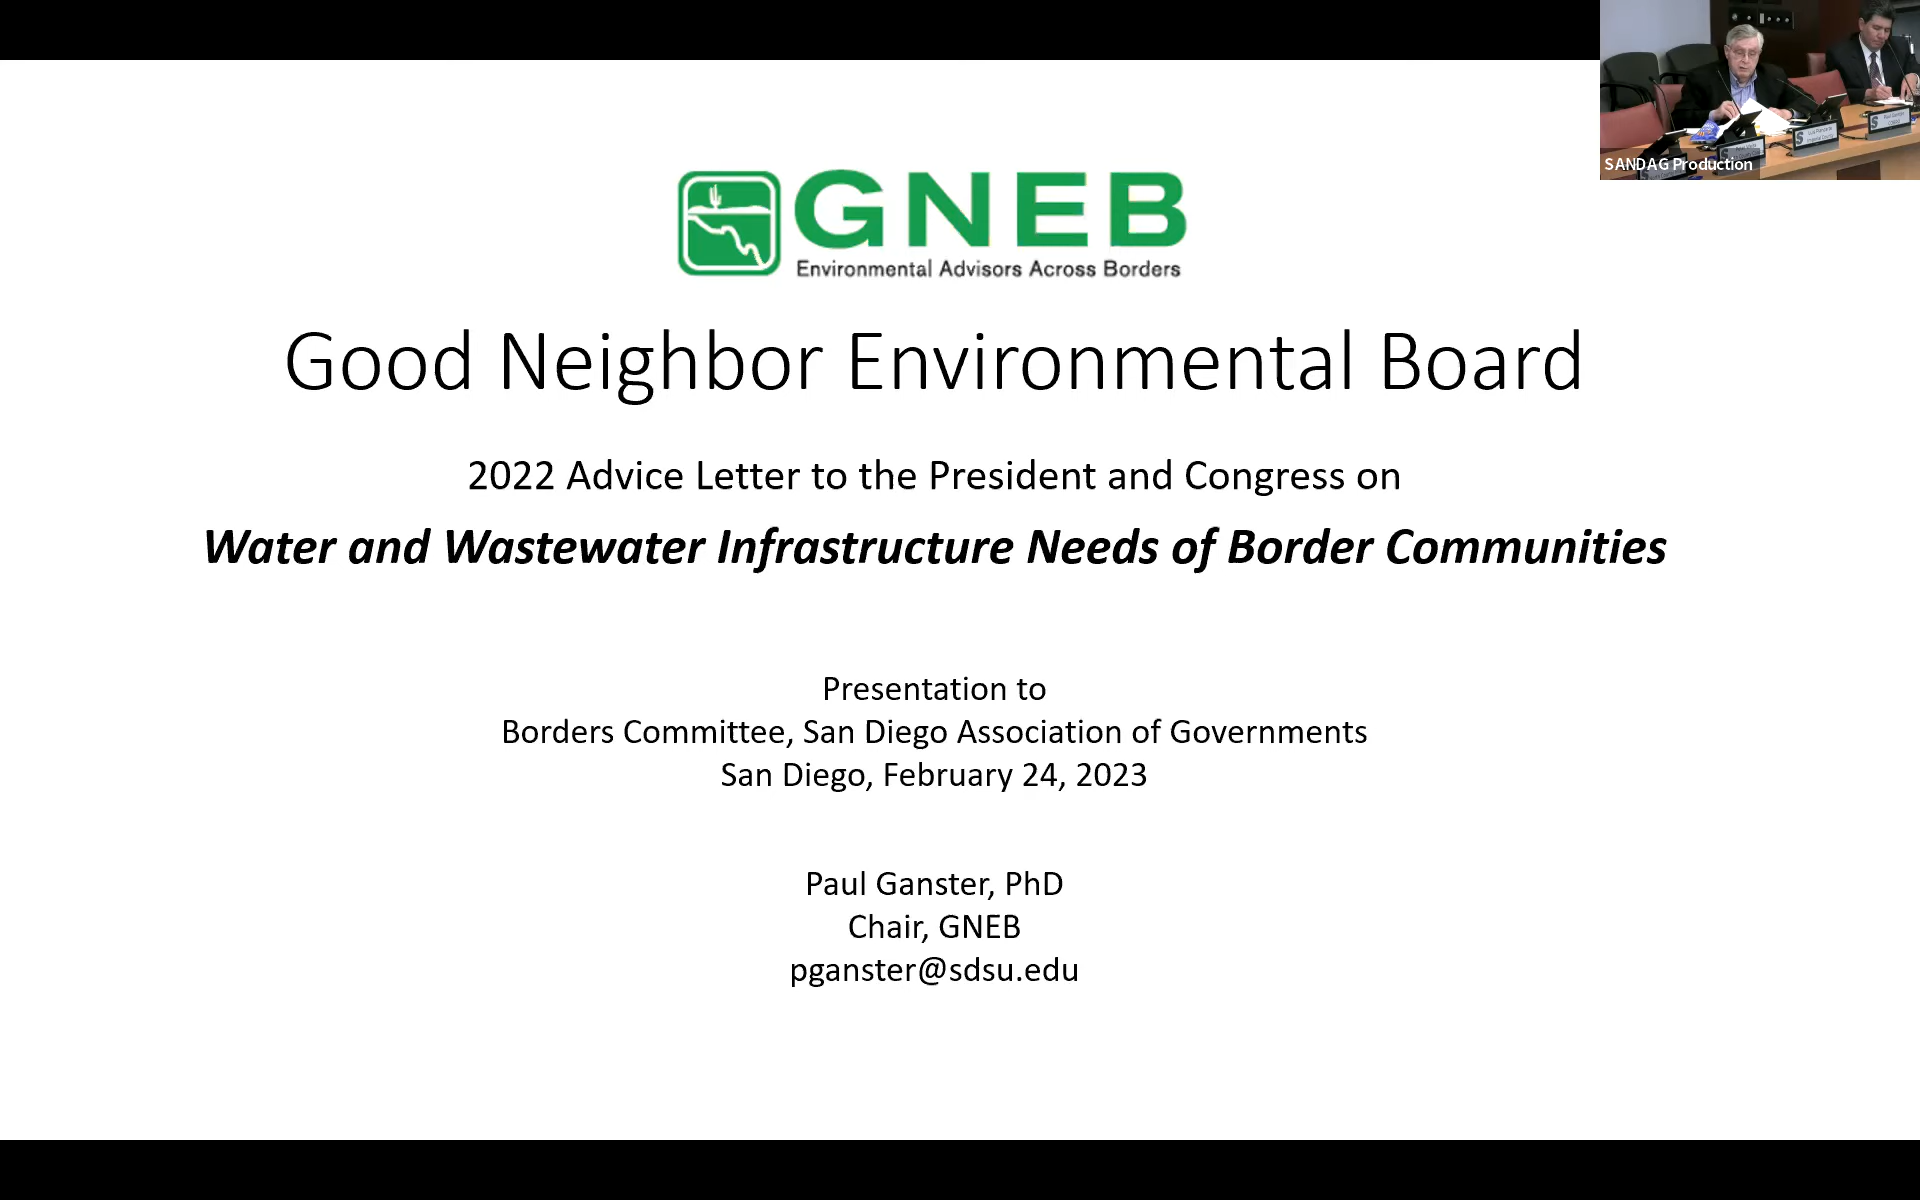 GNEB
Environmental Advisors Across Borders
Good Neighbor Environmental Board
2022 Advice Letter to the President and Congress on
Water and Wastewater Infrastructure Needs of Border Communities
Presentation to
Borders Committee, San Diego Association of Governments
San Diego, February 24, 2023
Paul Ganster, PhD
Chair, GNEB
pganster@sdsu.edu
SANDAG Production